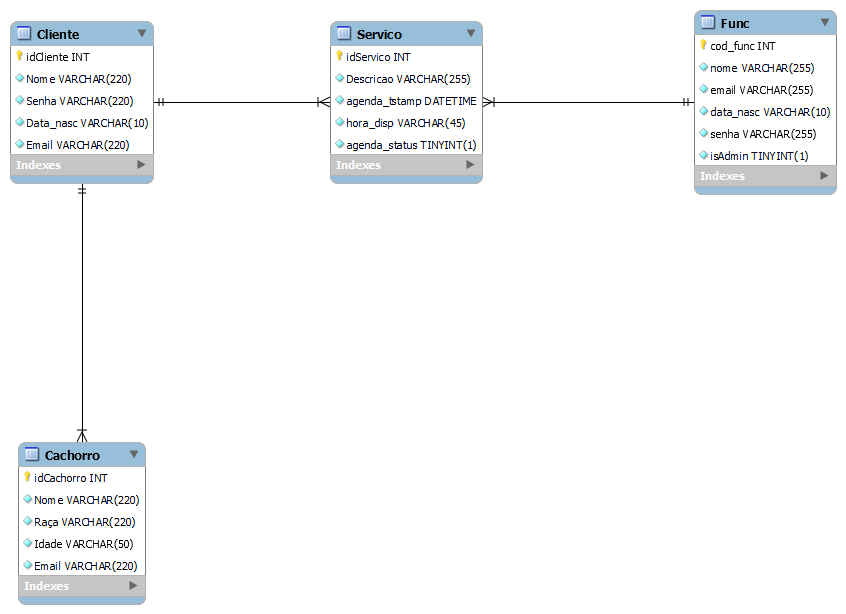 Cliente
idCliente INT
Nome VARCHAR(220)
Senha VARCHAR(220)
Data_nasc VARCHAR(10)
Email VARCHAR(220)
Indexes
Servico
idServico INT
Descricao VARCHAR(255)
agenda_tstamp DATETIME
hora_disp VARCHAR(45)
agenda_status TINYINT(1)
Indexes
Func
cod_func INT
nome VARCHAR(255)
email VARCHAR(255)
data_nasc VARCHAR(10)
senha VARCHAR(255)
isAdmin TINYINT(1)
Indexes
Cachorro
idCachorro INT
Nome VARCHAR(220)
Raça VARCHAR(220)
Idade VARCHAR(50)
Email VARCHAR(220)
Indexes